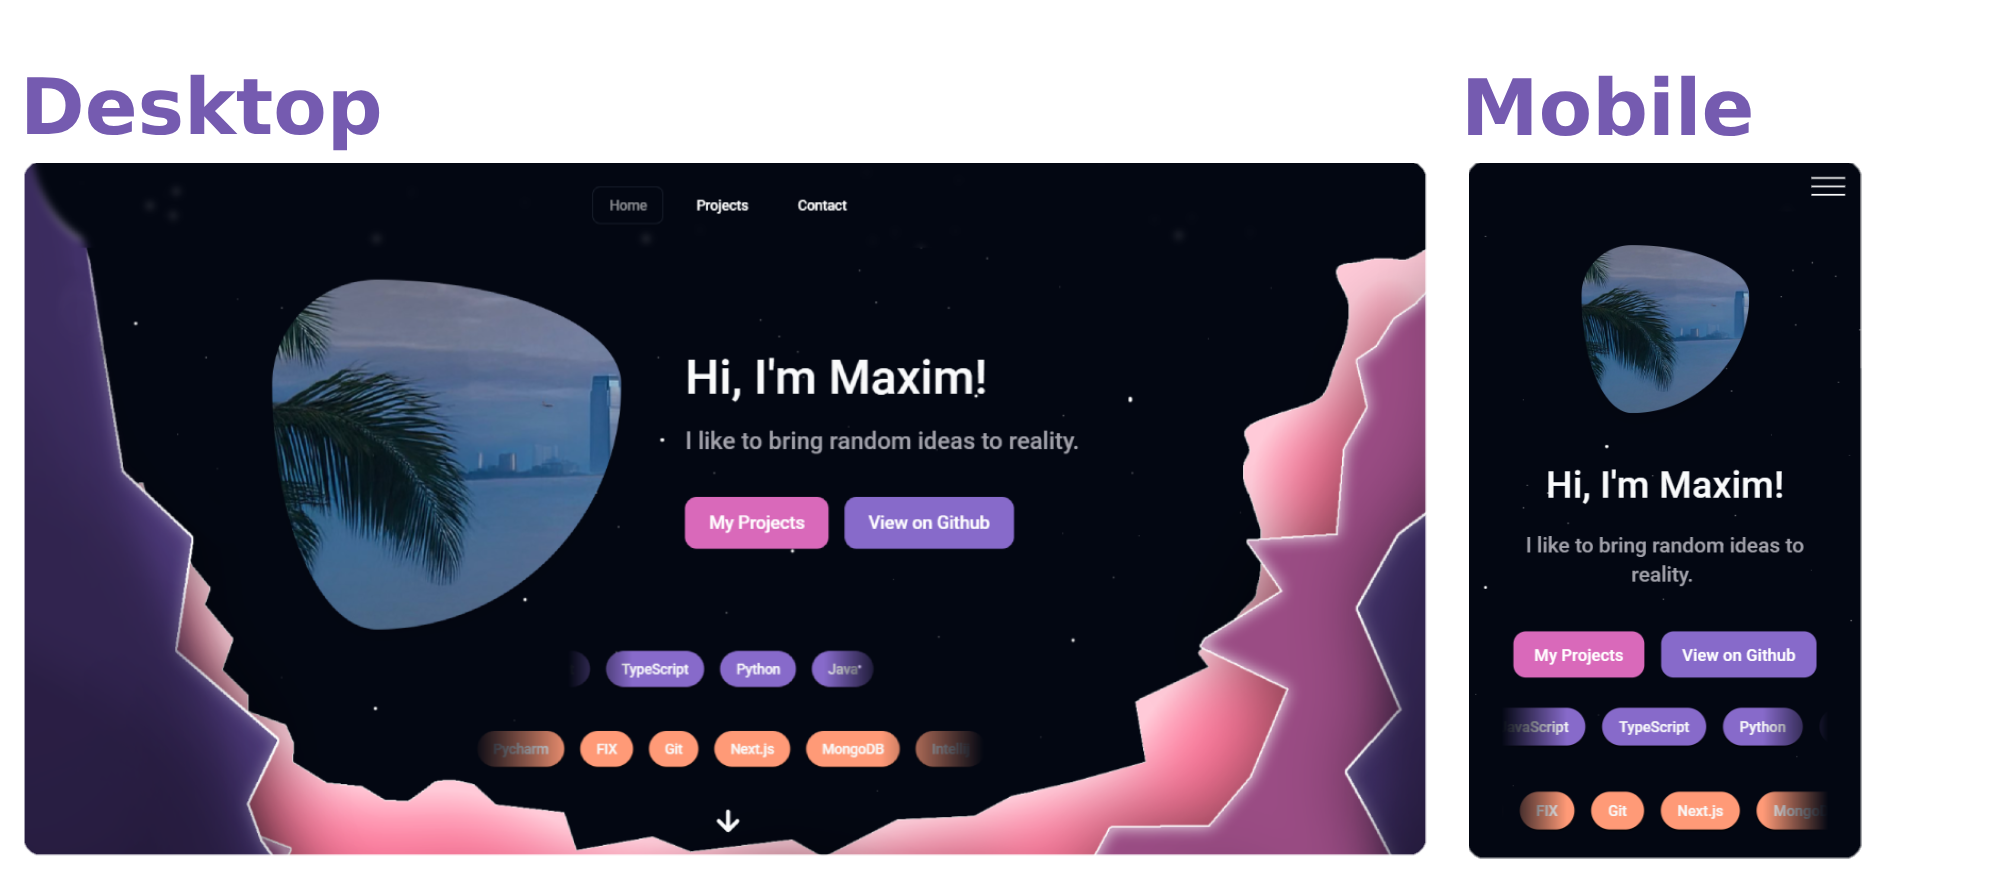 Desktop
Mobile
Home Projects Contact
Hi, I'm Maxim!
I like to bring random ideas to reality.
My Projects View on Github
TypeScript Python Java
Pycharm FIX Git Next.js MongoDB
Hi, I'm Maxim!
I like to bring random ideas to
reality.
My Projects View on Github
avaScript TypeScript Python
FIX Git Next.js Mongo